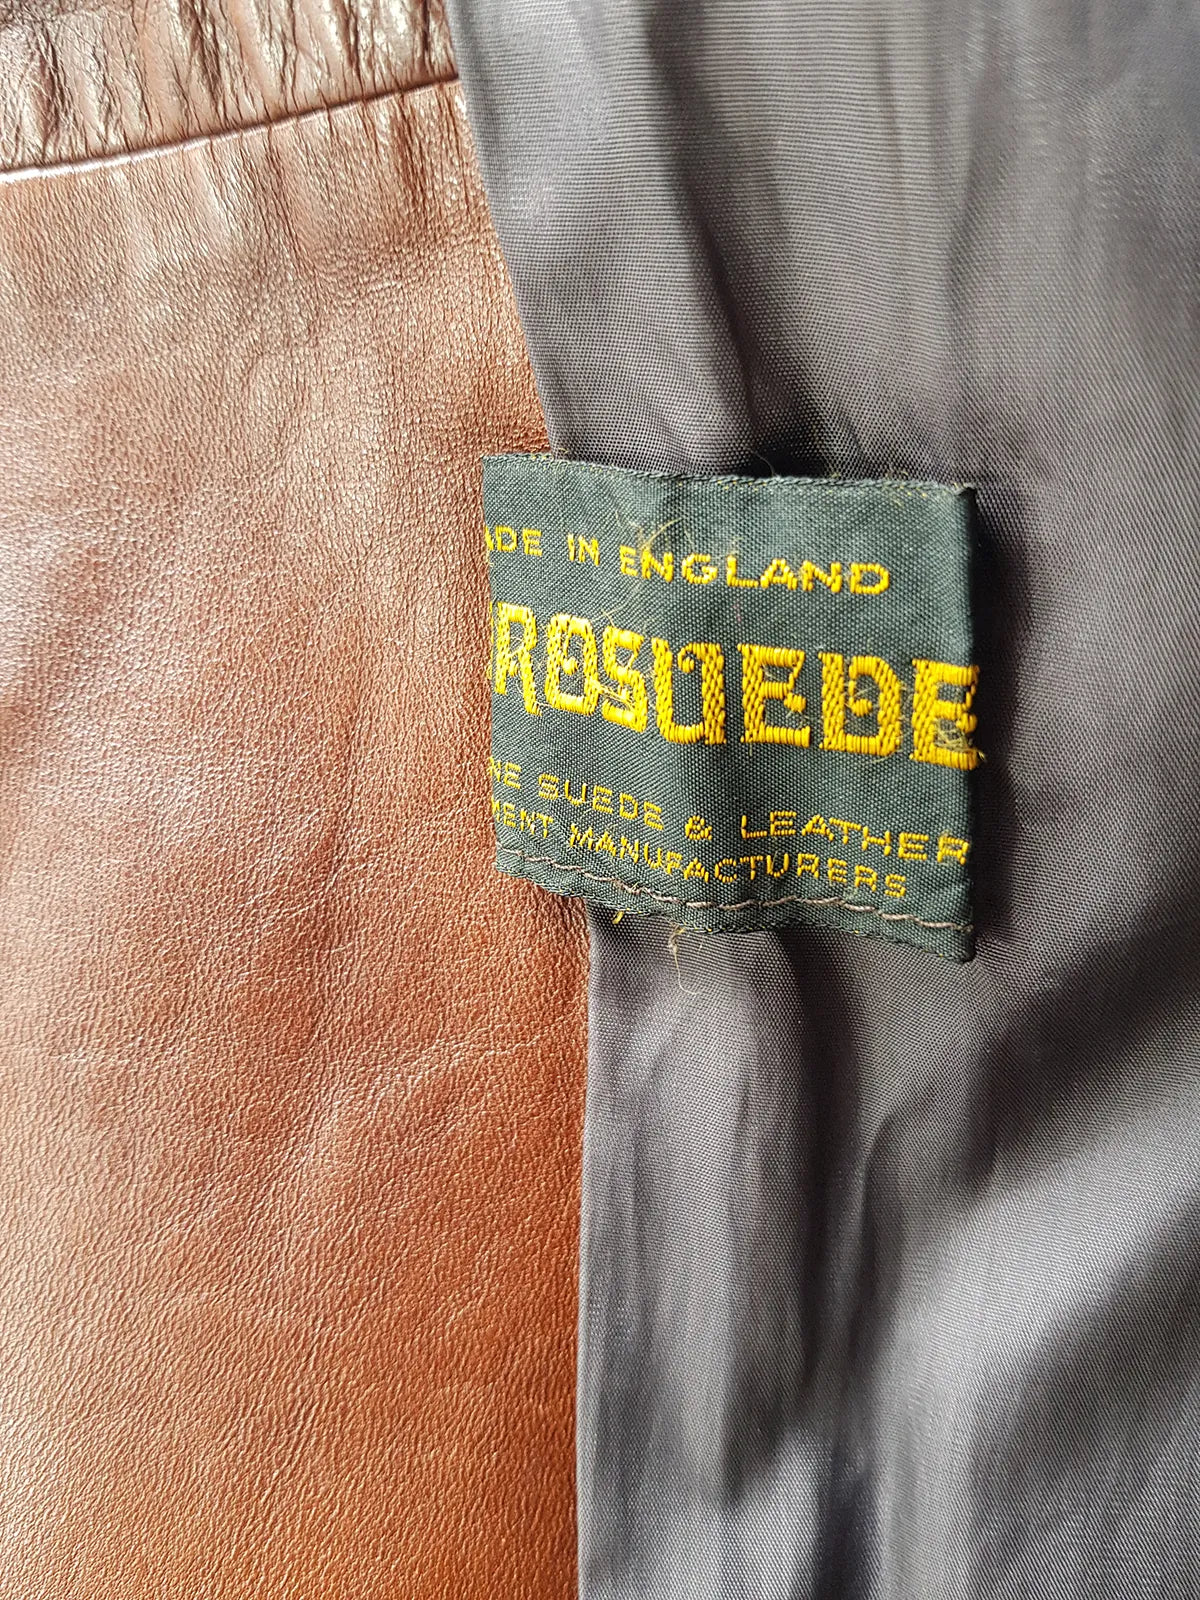 ADE IN ENGLAND
ROSUEDE
NE SUEDE & LEATHER
MENT MANUFACTURERS